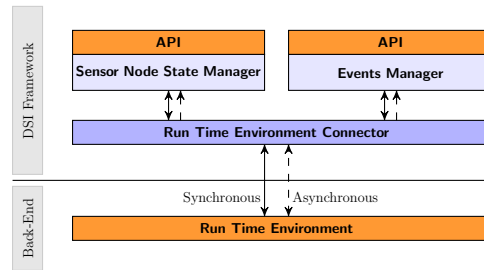 DSI Framework
API
API
Sensor Node State Manager
Events Manager
Run Time Environment Connector
Synchronous
Asynchronous
Back-End
Run Time Environment